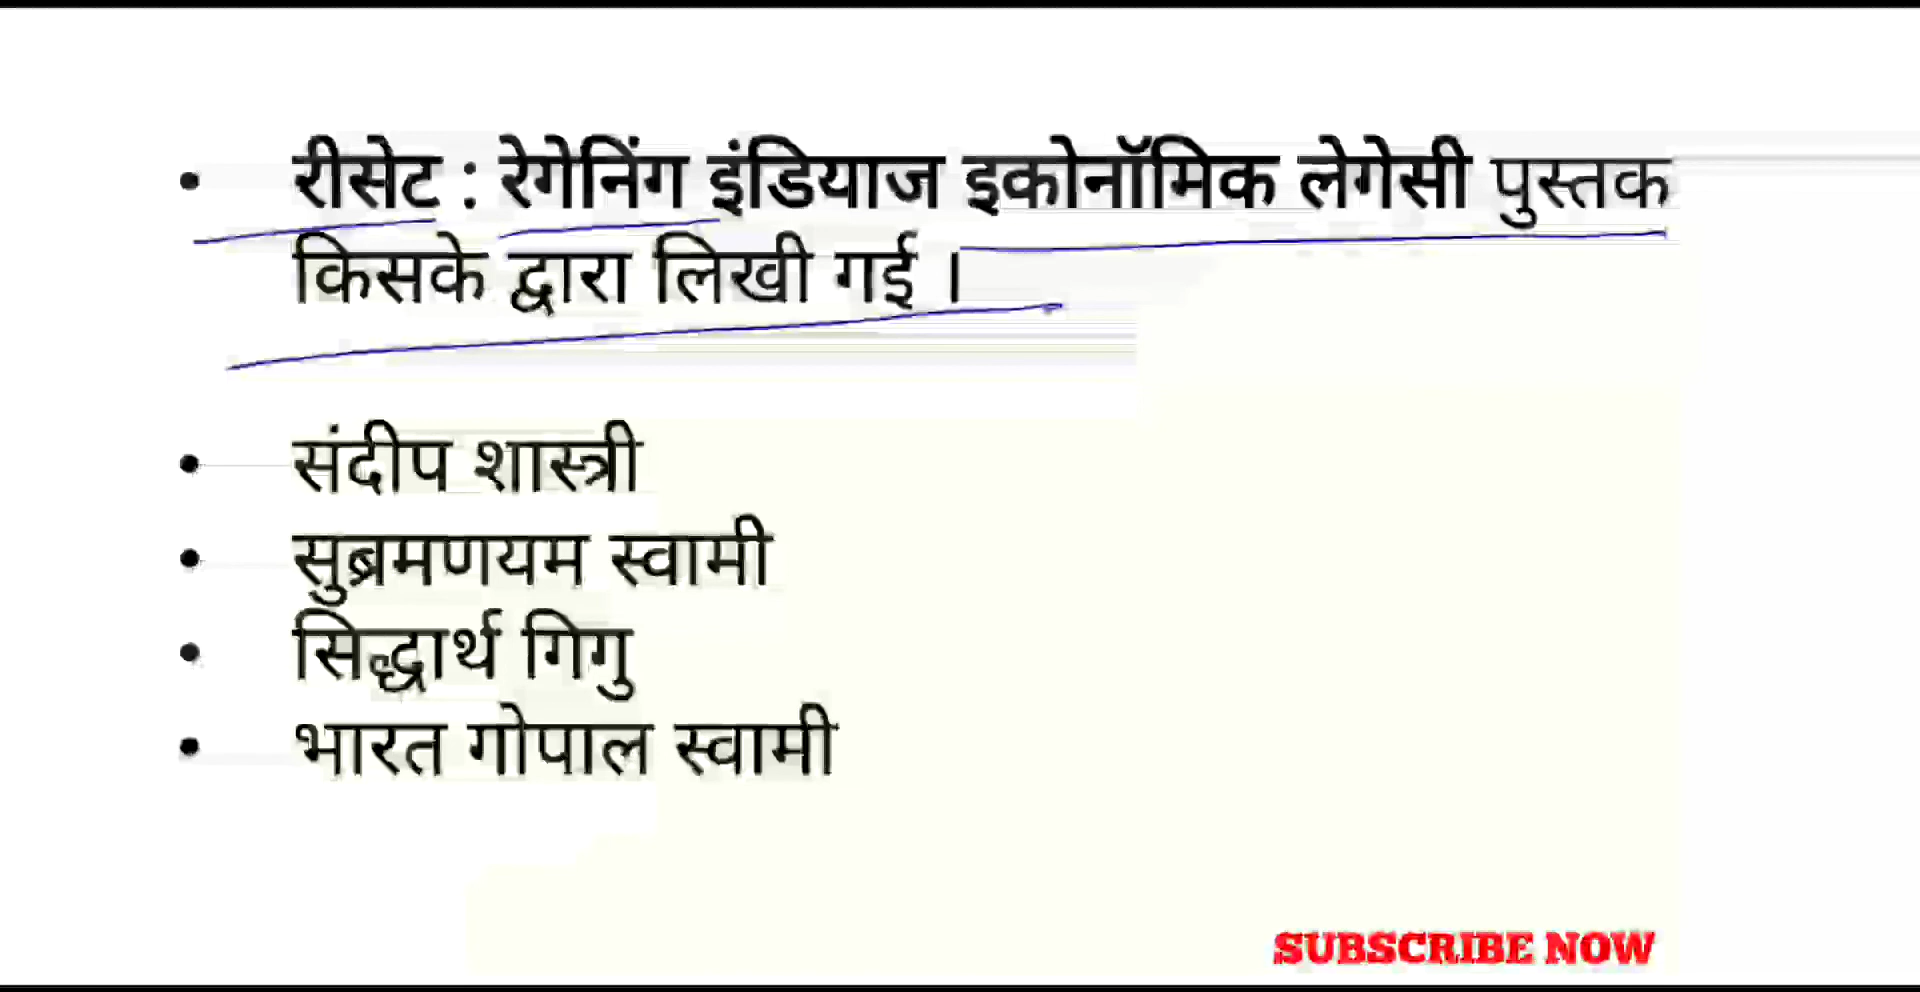 • रीसेट : रेगेनिंग इंडियाज इकोनॉमिक लेगेसी पुस्तक
किसके द्वारा लिखी गई ।
• संदीप शास्त्री
• सुब्रमणयम स्वामी
• सिद्धार्थ गिगु
• भारत गोपाल स्वामी
SUBSCRIBE NOW